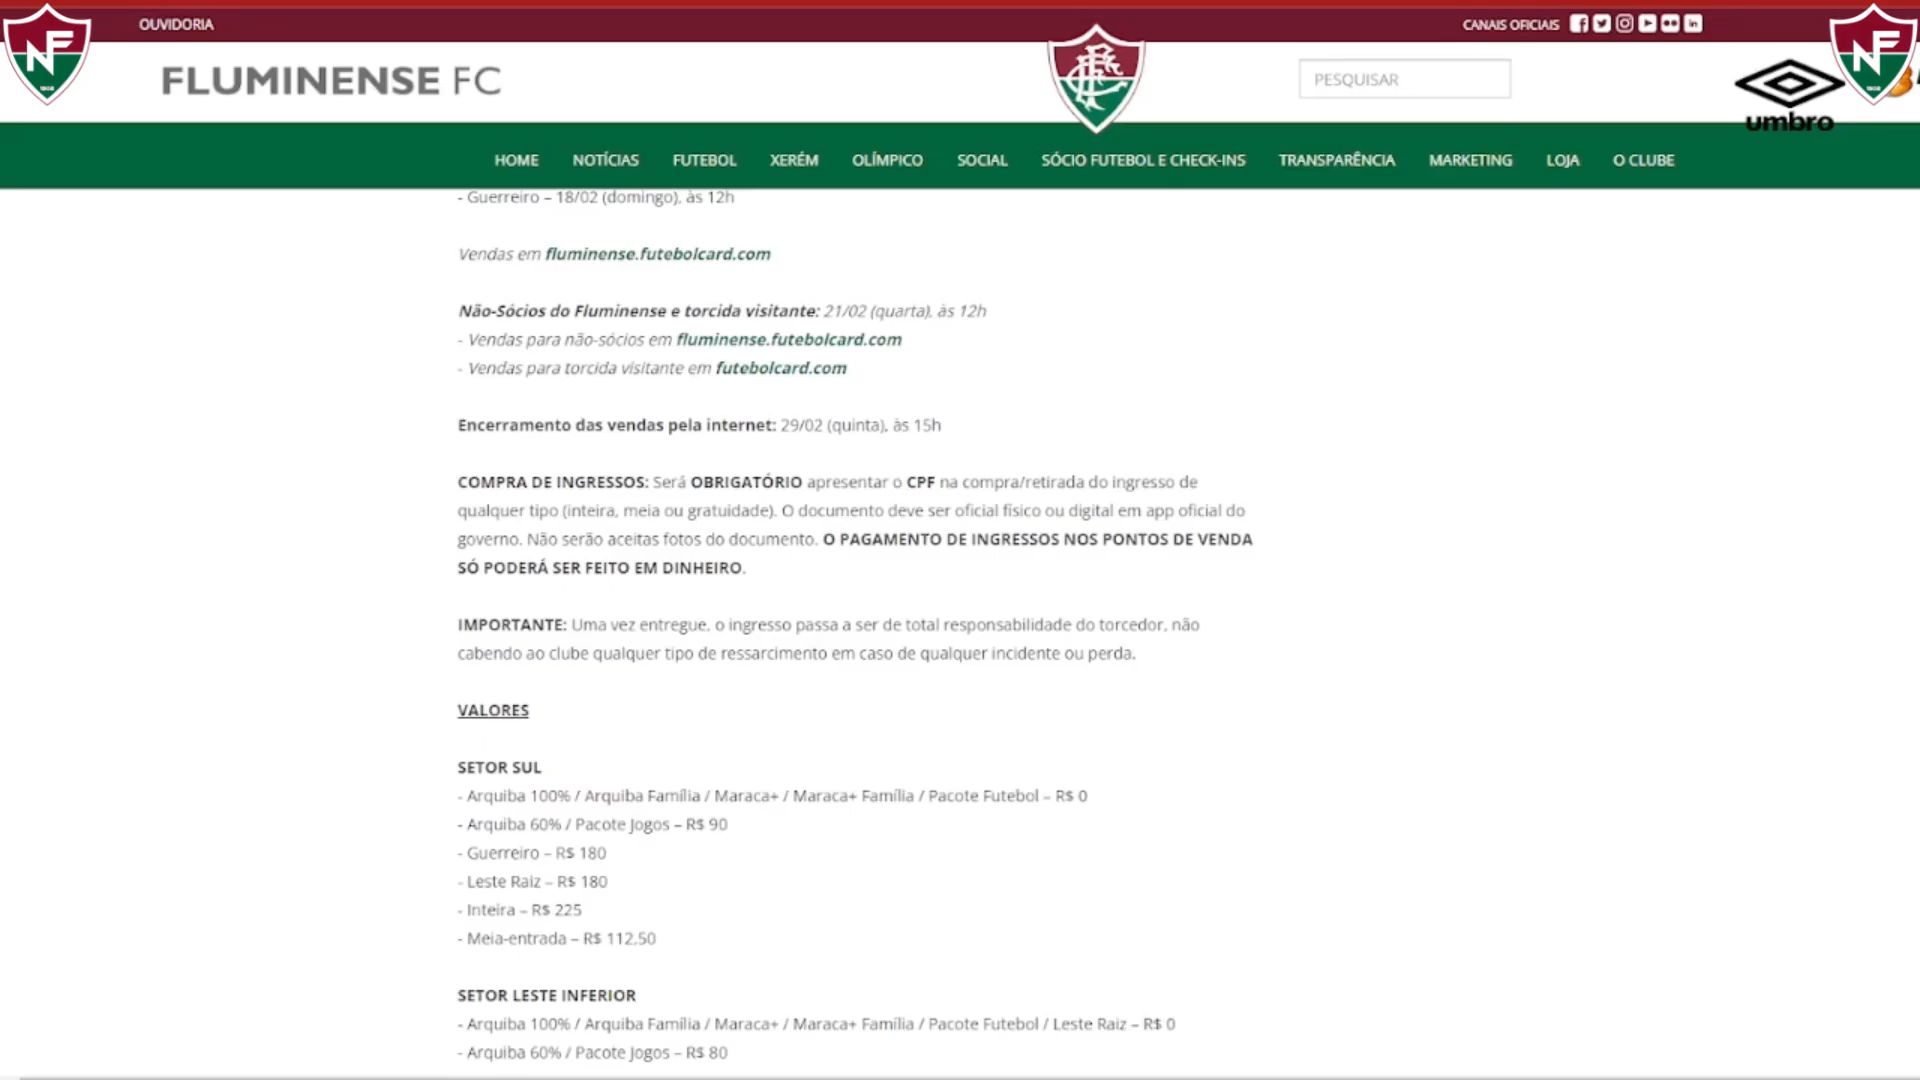 OUVIDORIA
CANAIS OFICIAIS
NF
1902
FLUMINENSE FC
PESQUISAR
umbro
NF
1902
HOME NOTÍCIAS FUTEBOL XERÉM OLÍMPICO SOCIAL SÓCIO FUTEBOL E CHECK-INS TRANSPARÊNCIA MARKETING LOJA O CLUBE
- Guerreiro – 18/02 (domingo), às 12h
Vendas em fluminense.futebolcard.com
Não-Sócios do Fluminense e torcida visitante: 21/02 (quarta), às 12h
- Vendas para não-sócios em fluminense.futebolcard.com
- Vendas para torcida visitante em futebolcard.com
Encerramento das vendas pela internet: 29/02 (quinta), às 15h
COMPRA DE INGRESSOS: Será OBRIGATÓRIO apresentar o CPF na compra/retirada do ingresso de
qualquer tipo (inteira, meia ou gratuidade). O documento deve ser oficial físico ou digital em app oficial do
governo. Não serão aceitas fotos do documento. O PAGAMENTO DE INGRESSOS NOS PONTOS DE VENDA
SÓ PODERÁ SER FEITO EM DINHEIRO.
IMPORTANTE: Uma vez entregue, o ingresso passa a ser de total responsabilidade do torcedor, não
cabendo ao clube qualquer tipo de ressarcimento em caso de qualquer incidente ou perda.
VALORES
SETOR SUL
- Arquiba 100% / Arquiba Família / Maraca+ / Maraca+ Família / Pacote Futebol – R$ 0
- Arquiba 60% / Pacote Jogos – R$ 90
- Guerreiro – R$ 180
- Leste Raiz – R$ 180
- Inteira – R$ 225
- Meia-entrada – R$ 112,50
SETOR LESTE INFERIOR
- Arquiba 100% / Arquiba Família / Maraca+ / Maraca+ Família / Pacote Futebol / Leste Raiz – R$ 0
- Arquiba 60% / Pacote Jogos – R$ 80